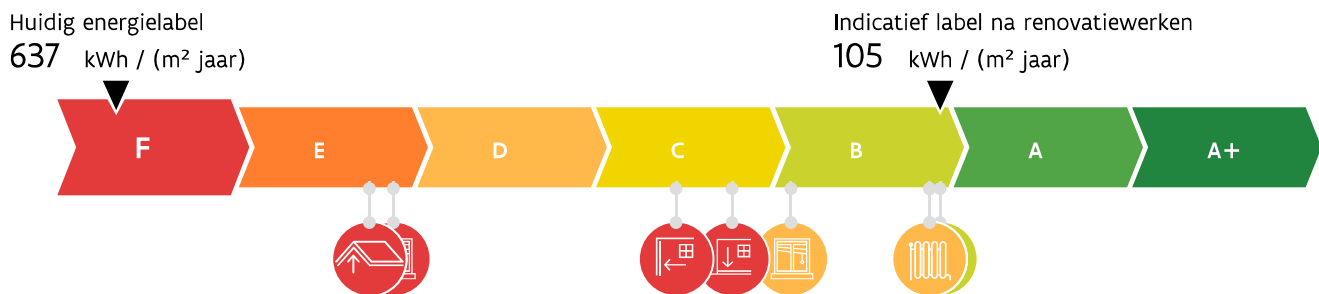 Huidig energielabel
637 kWh / (m² jaar)
Indicatief label na renovatiewerken
105 kWh / (m² jaar)
F E D C B A A+